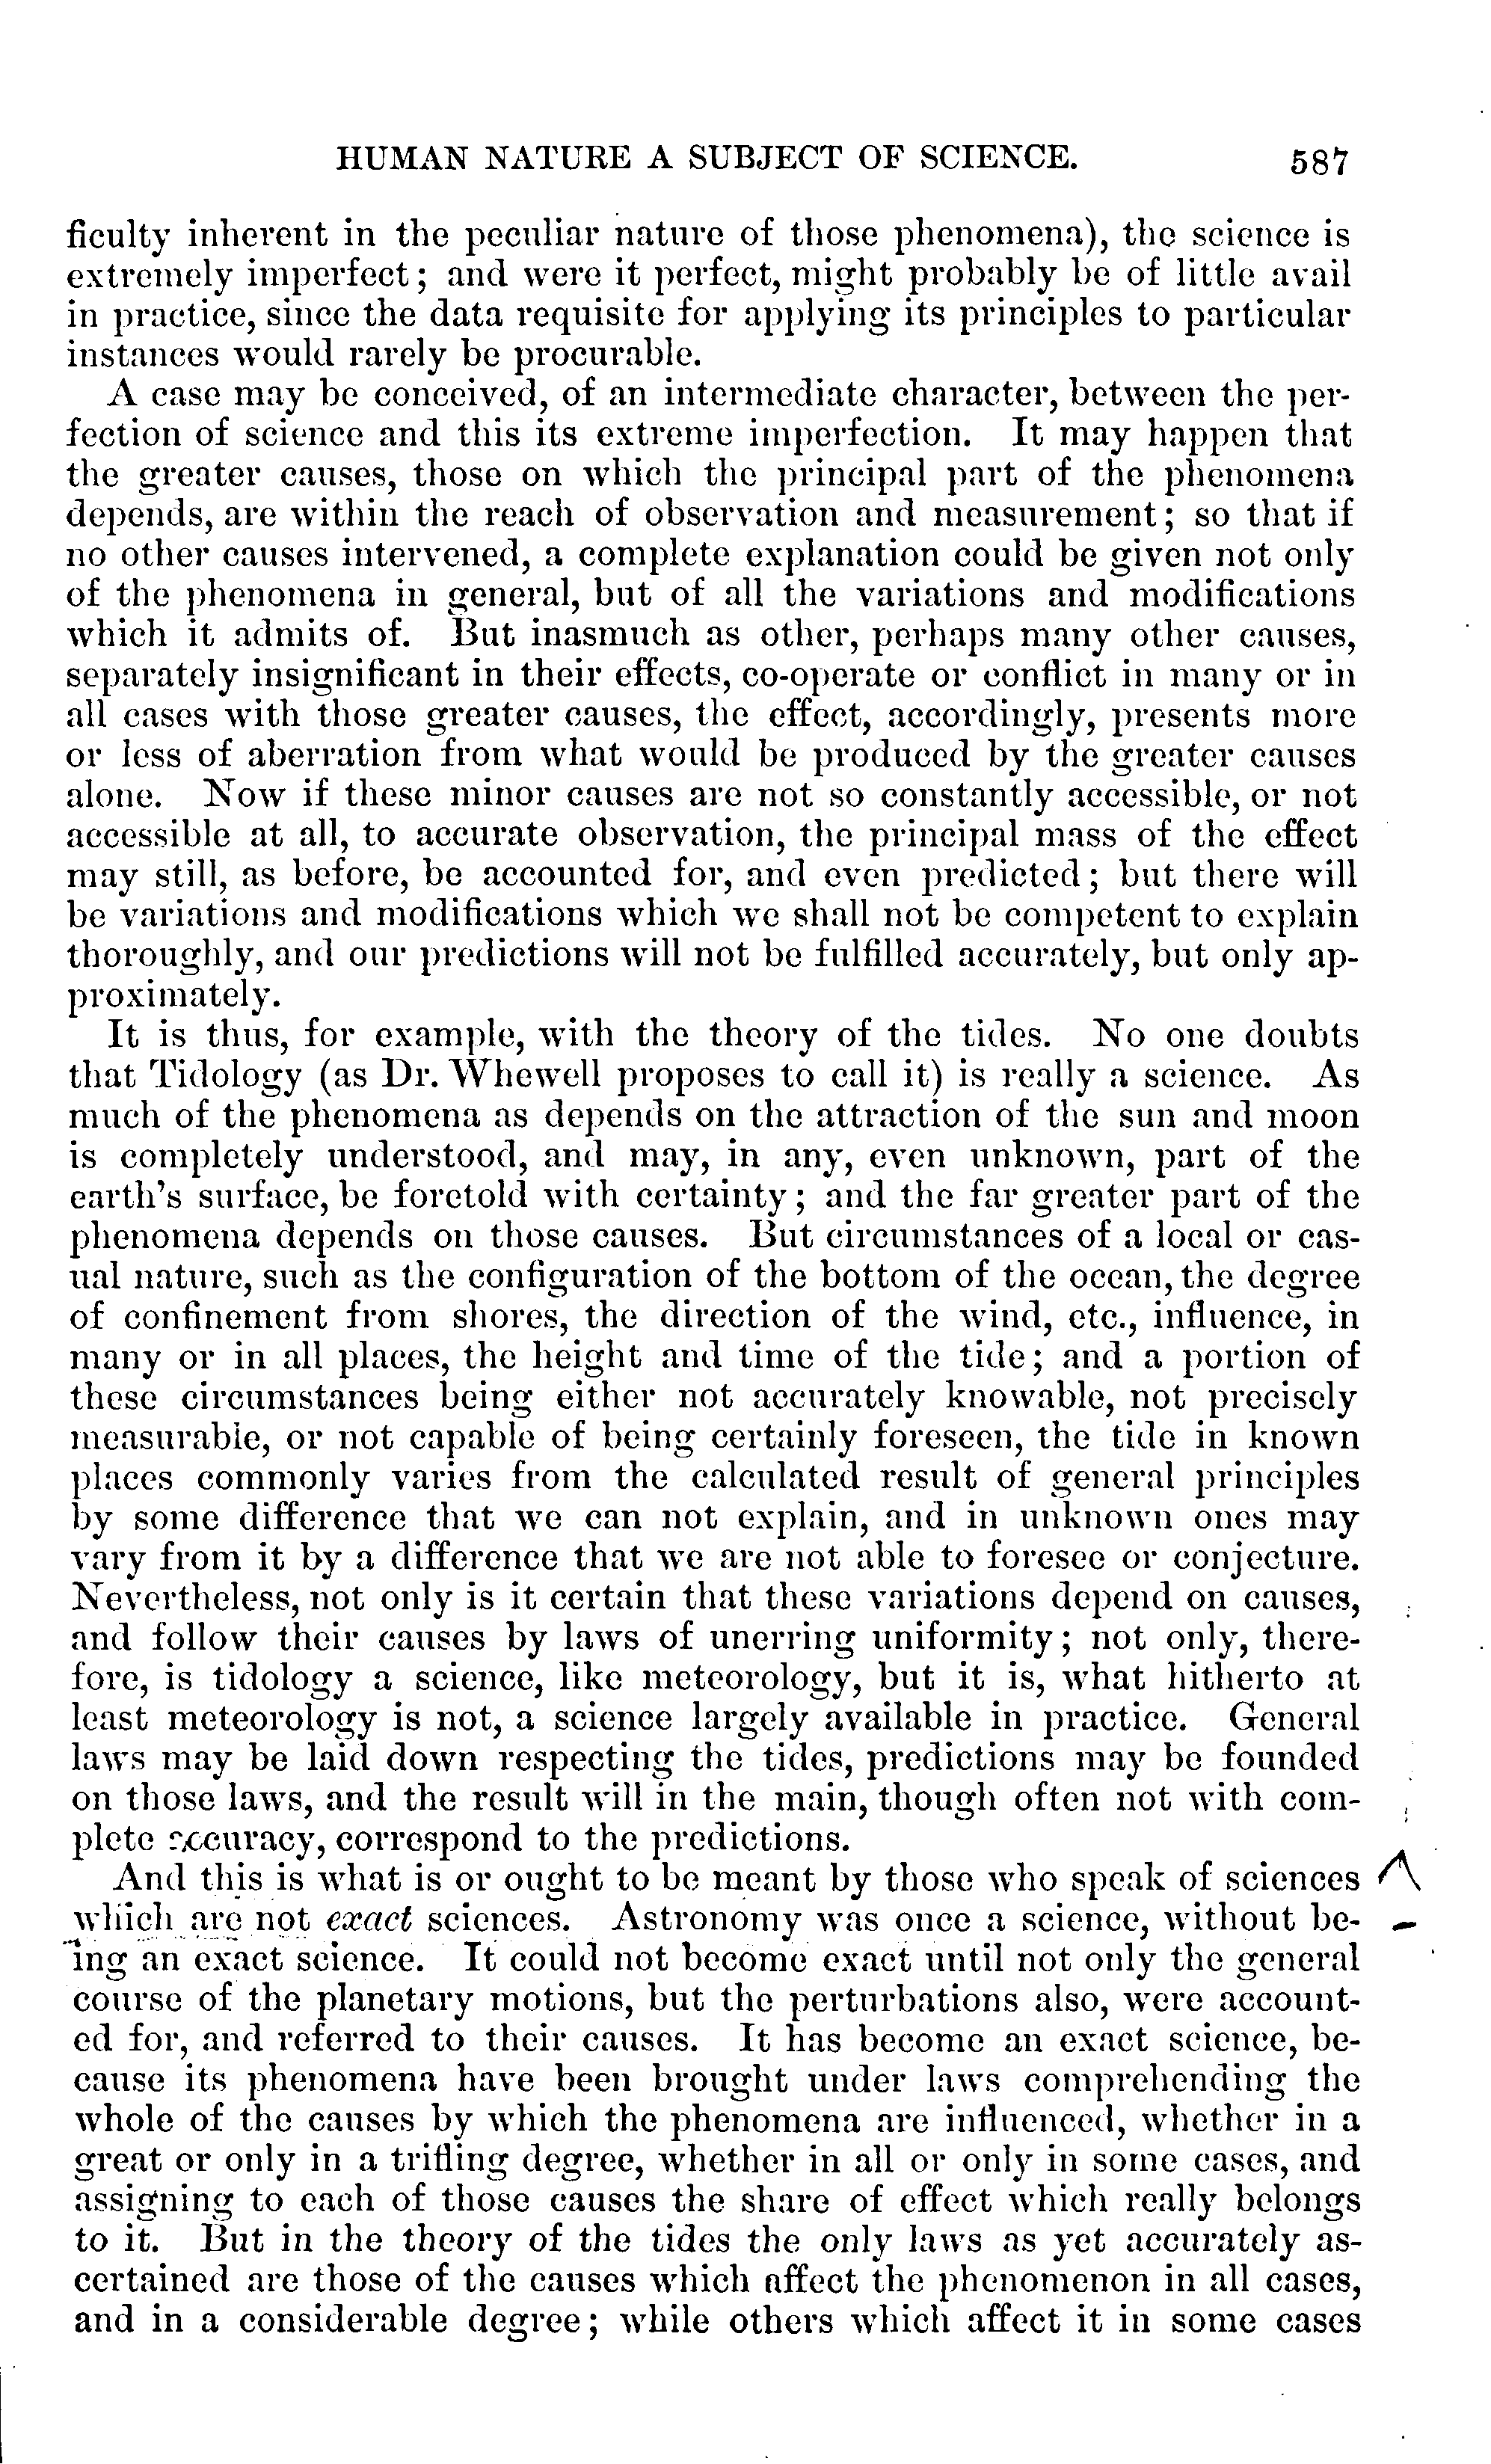 HUMAN NATURE A SUBJECT OF SCIENCE. 587
ficulty inherent in the peculiar nature of those phenomena), the science is
extremely imperfect; and were it perfect, might probably be of little avail
in practice, since the data requisite for applying its principles to particular
instances would rarely be procurable.
A case may be conceived, of an intermediate character, between the per-
fection of science and this its extreme imperfection. It may happen that
the greater causes, those on which the principal part of the phenomena
depends, are within the reach of observation and measurement; so that if
no other causes intervened, a complete explanation could be given not only
of the phenomena in general, but of all the variations and modifications
which it admits of. But inasmuch as other, perhaps many other causes,
separately insignificant in their effects, co-operate or conflict in many or in
all cases with those greater causes, the effect, accordingly, presents more
or less of aberration from what would be produced by the greater causes
alone. Now if these minor causes are not so constantly accessible, or not
accessible at all, to accurate observation, the principal mass of the effect
may still, as before, be accounted for, and even predicted; but there will
be variations and modifications which we shall not be competent to explain
thoroughly, and our predictions will not be fulfilled accurately, but only ap-
proximately.
It is thus, for example, with the theory of the tides. No one doubts
that Tidology (as Dr. Whewell proposes to call it) is really a science. As
much of the phenomena as depends on the attraction of the sun and moon
is completely understood, and may, in any, even unknown, part of the
earth's surface, be foretold with certainty; and the far greater part of the
phenomena depends on those causes. But circumstances of a local or cas-
ual nature, such as the configuration of the bottom of the ocean, the degree
of confinement from shores, the direction of the wind, etc., influence, in
many or in all places, the height and time of the tide; and a portion of
these circumstances being either not accurately knowable, not precisely
measurable, or not capable of being certainly foreseen, the tide in known
places commonly varies from the calculated result of general principles
by some difference that we can not explain, and in unknown ones may
vary from it by a difference that we are not able to foresee or conjecture.
Nevertheless, not only is it certain that these variations depend on causes,
and follow their causes by laws of unerring uniformity; not only, there-
fore, is tidology a science, like meteorology, but it is, what hitherto at
least meteorology is not, a science largely available in practice. General
laws may be laid down respecting the tides, predictions may be founded
on those laws, and the result will in the main, though often not with com-
plete accuracy, correspond to the predictions.
And this is what is or ought to be meant by those who speak of sciences
which are not exact sciences. Astronomy was once a science, without be-
ing an exact science. It could not become exact until not only the general
course of the planetary motions, but the perturbations also, were account-
ed for, and referred to their causes. It has become an exact science, be-
cause its phenomena have been brought under laws comprehending the
whole of the causes by which the phenomena are influenced, whether in a
great or only in a trifling degree, whether in all or only in some cases, and
assigning to each of those causes the share of effect which really belongs
to it. But in the theory of the tides the only laws as yet accurately as-
certained are those of the causes which affect the phenomenon in all cases,
and in a considerable degree; while others which affect it in some cases